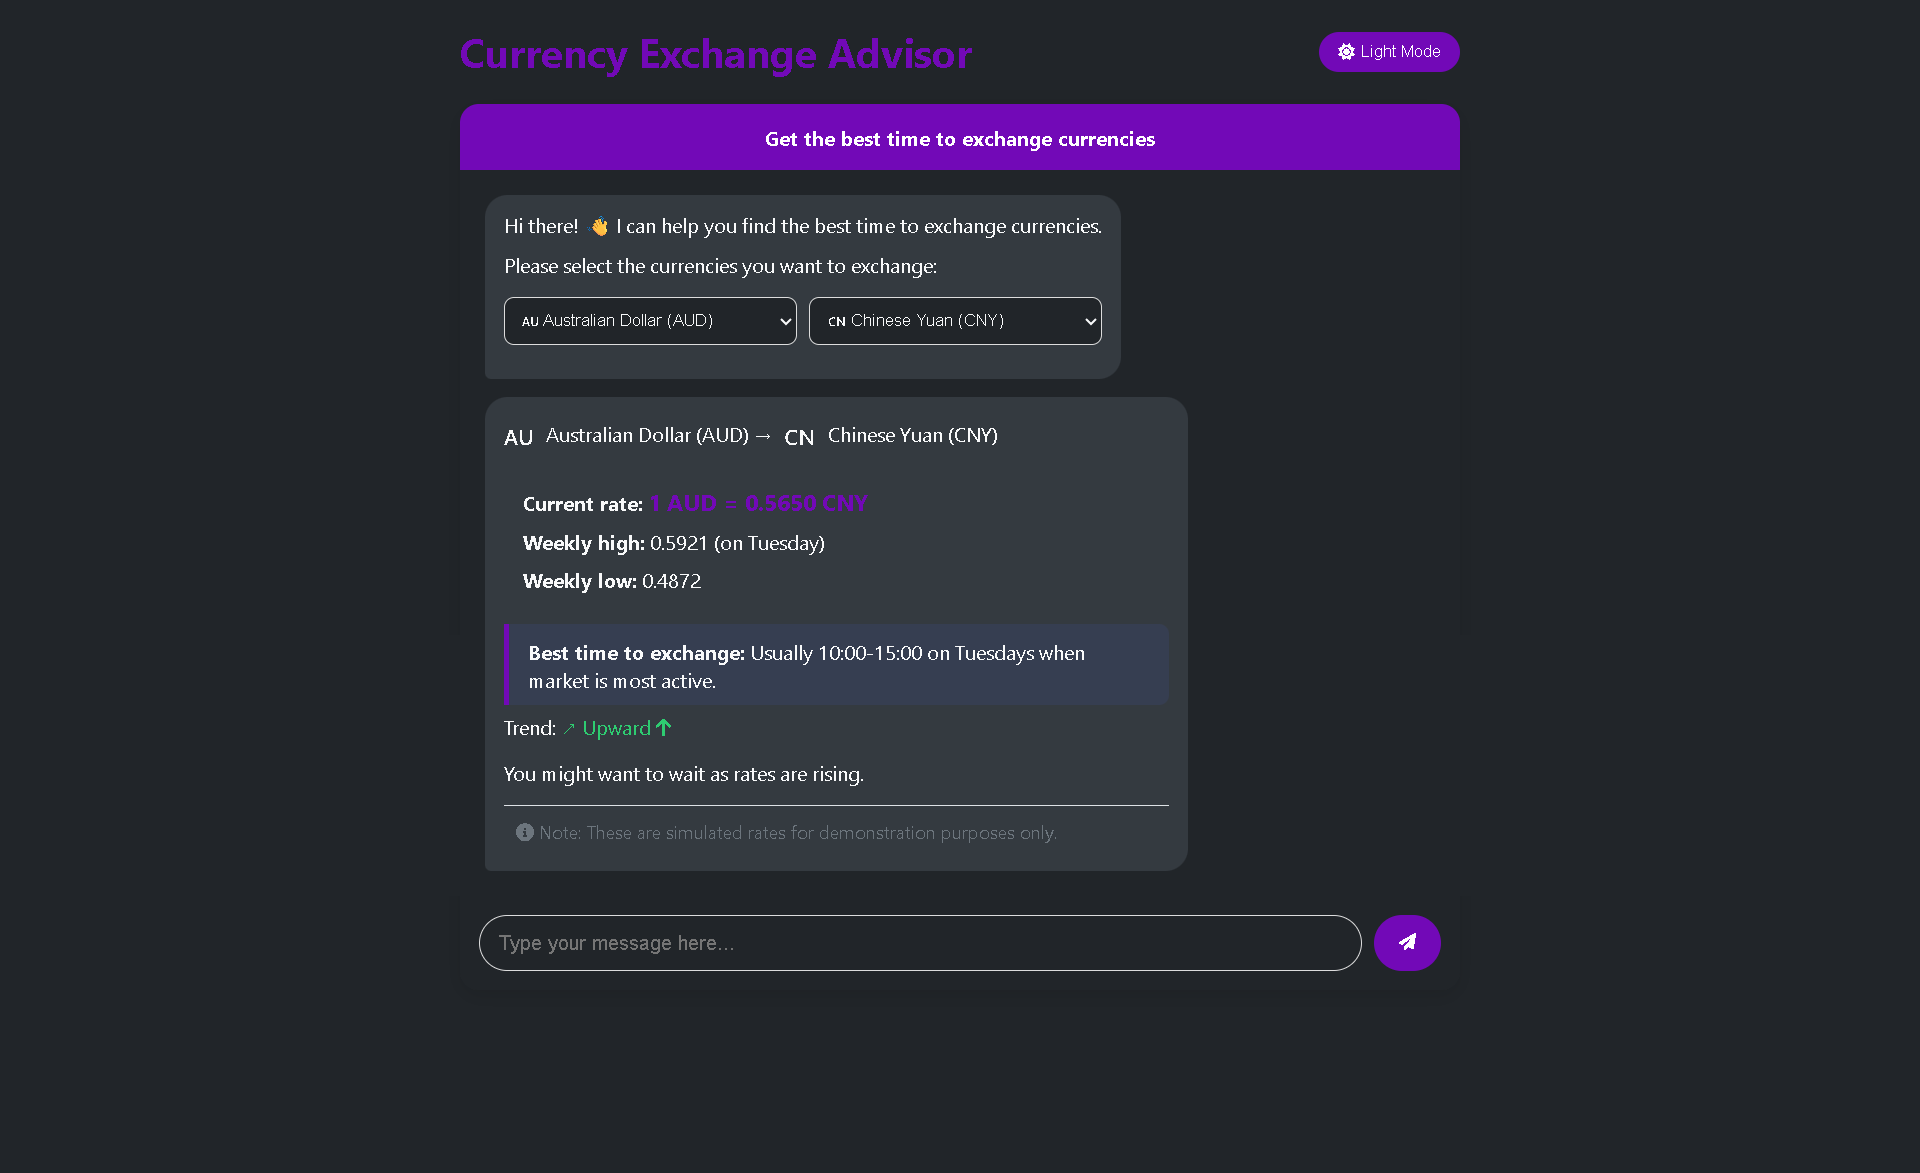 Currency Exchange Advisor
Light Mode
Get the best time to exchange currencies
Hi there! 👋 I can help you find the best time to exchange currencies.
Please select the currencies you want to exchange:
AU Australian Dollar (AUD)
CN Chinese Yuan (CNY)
AU Australian Dollar (AUD) → CN Chinese Yuan (CNY)
Current rate: 1 AUD = 0.5650 CNY
Weekly high: 0.5921 (on Tuesday)
Weekly low: 0.4872
Best time to exchange: Usually 10:00-15:00 on Tuesdays when
market is most active.
Trend: ↗ Upward ↑
You might want to wait as rates are rising.
Note: These are simulated rates for demonstration purposes only.
Type your message here...